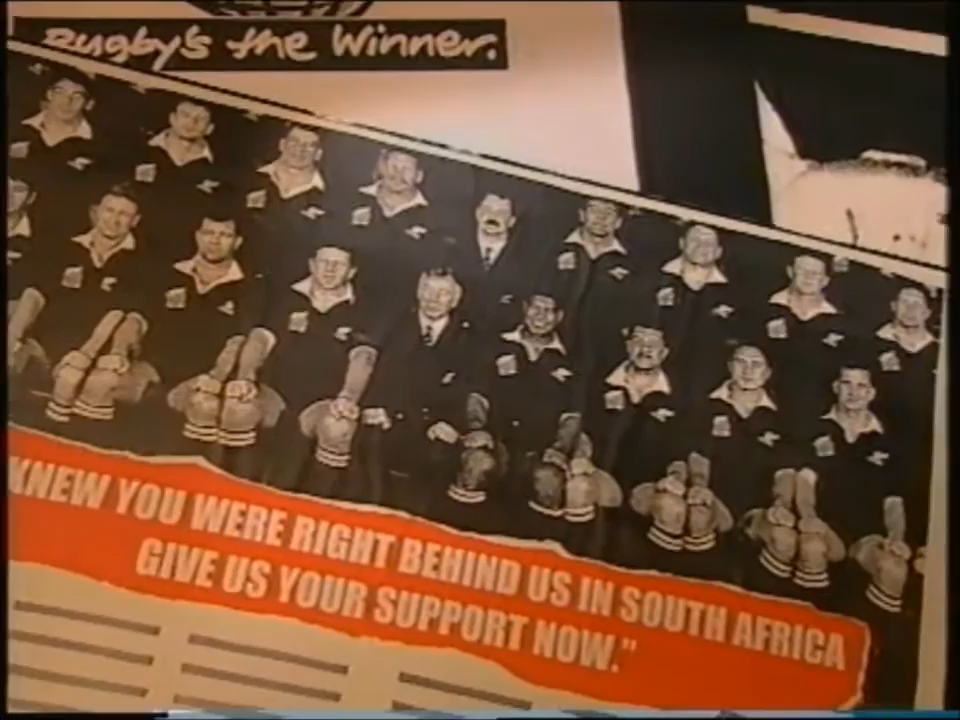 Rugby's the Winner.
KNEW YOU WERE RIGHT BEHIND US IN SOUTH AFRICA
GIVE US YOUR SUPPORT NOW."